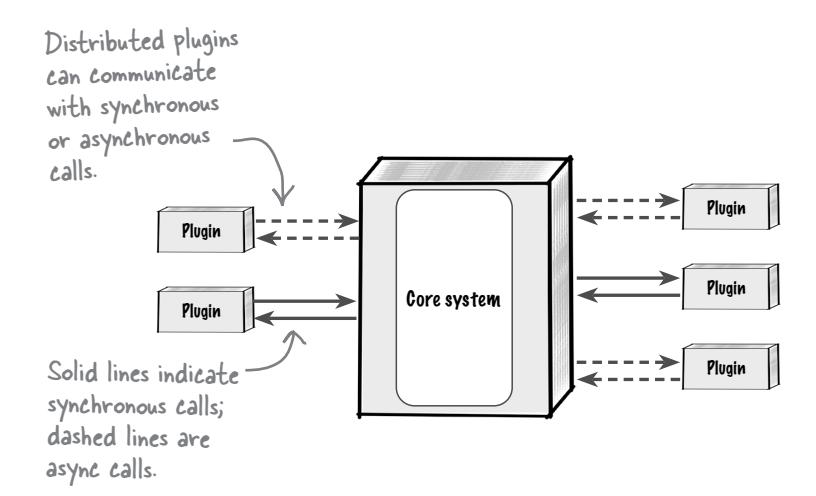 Distributed plugins
can communicate
with synchronous
or asynchronous
calls.
Plugin
Plugin
Core system
Plugin
Plugin
Plugin
Solid lines indicate
synchronous calls;
dashed lines are
async calls.